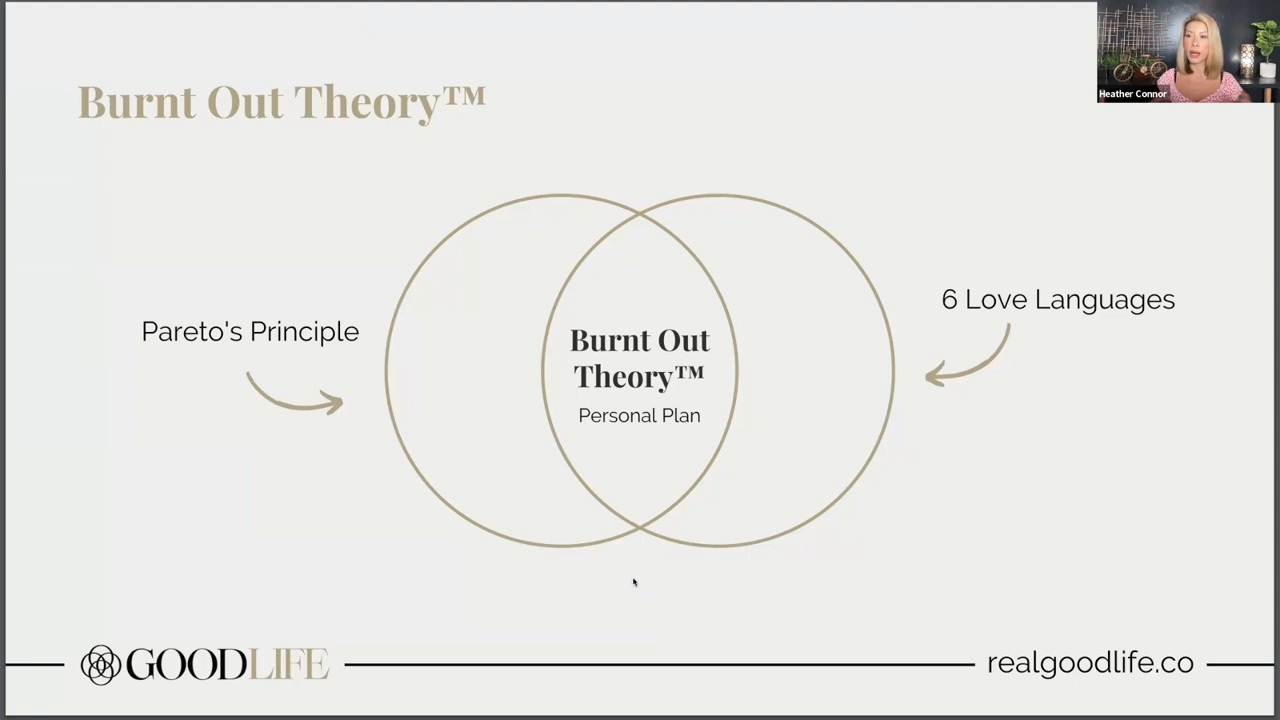 Burnt Out Theory™
Heather Connor
Pareto's Principle
6 Love Languages
Burnt Out
Theory™
Personal Plan
GOODLIFE
realgoodlife.co